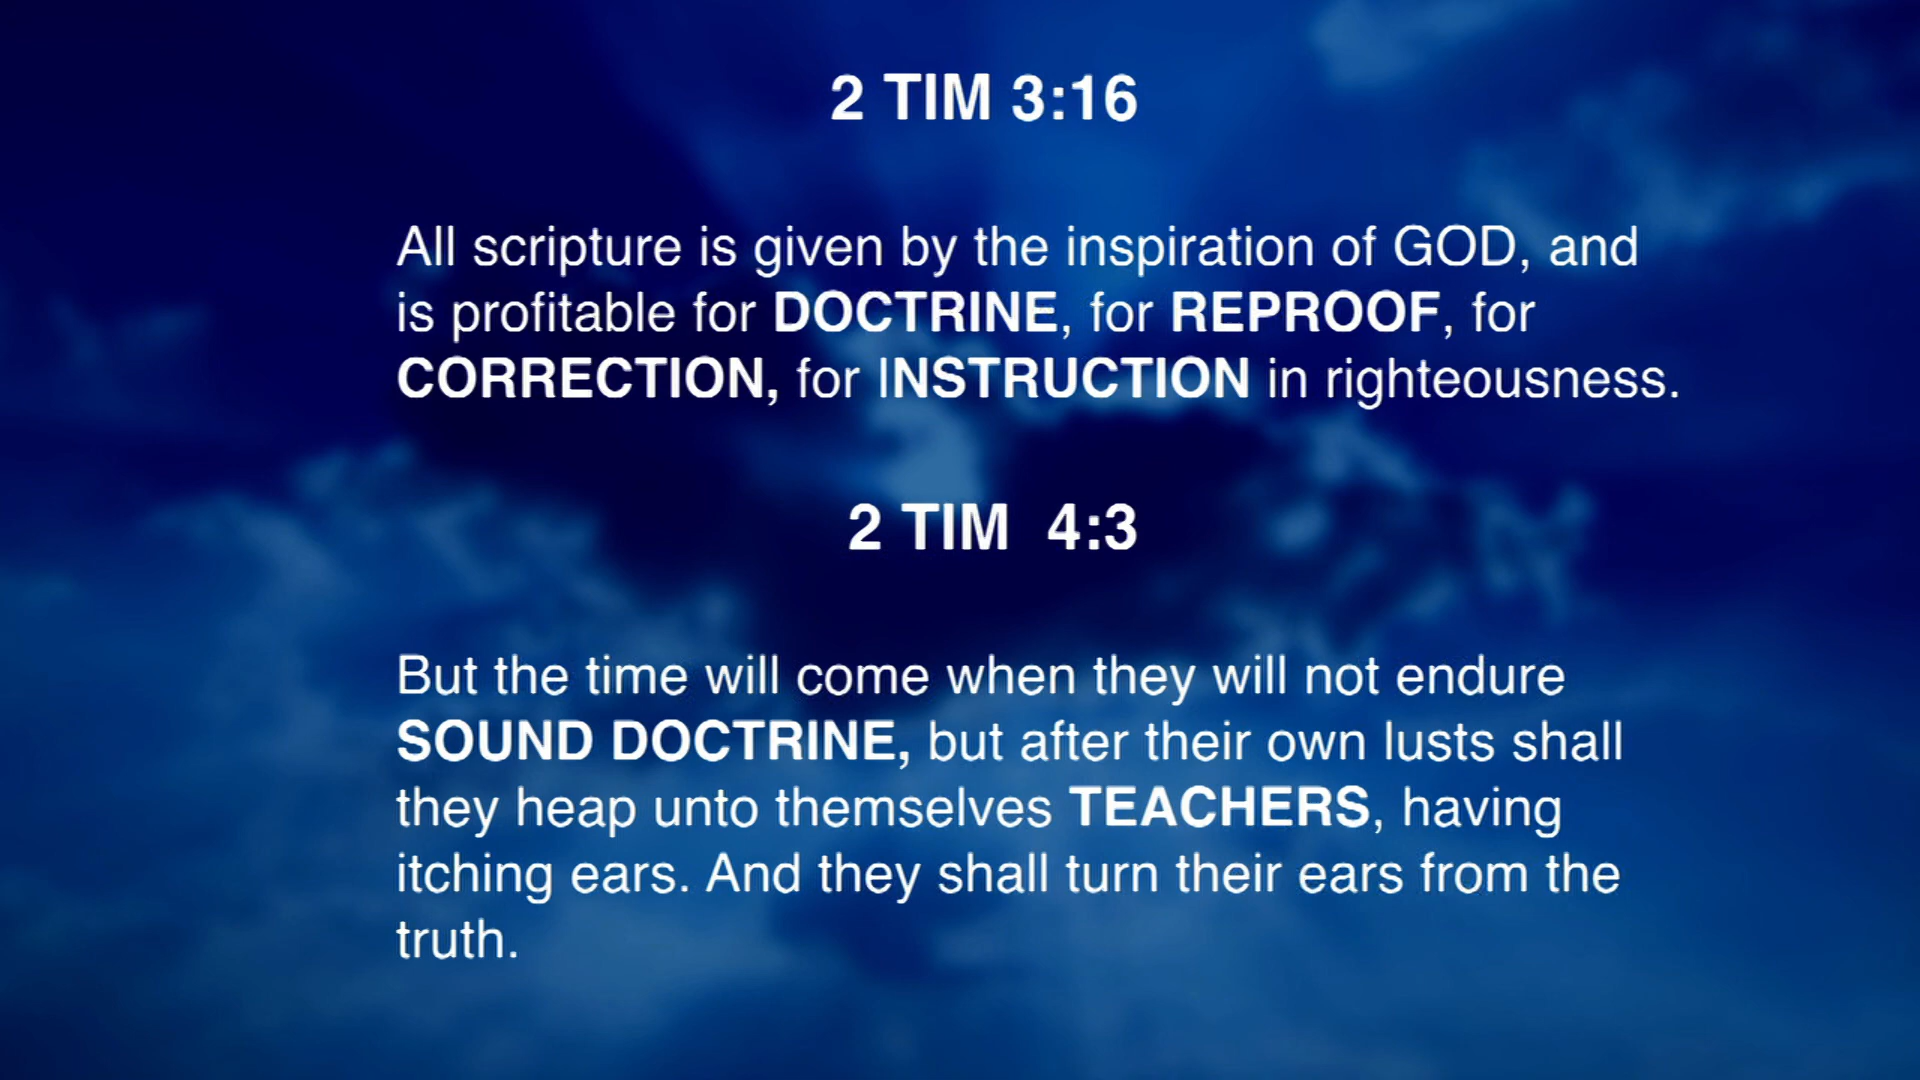 2 TIM 3:16
All scripture is given by the inspiration of GOD, and
is profitable for DOCTRINE, for REPROOF, for
CORRECTION, for INSTRUCTION in righteousness.
2 TIM  4:3
But the time will come when they will not endure
SOUND DOCTRINE, but after their own lusts shall
they heap unto themselves TEACHERS, having
itching ears. And they shall turn their ears from the
truth.